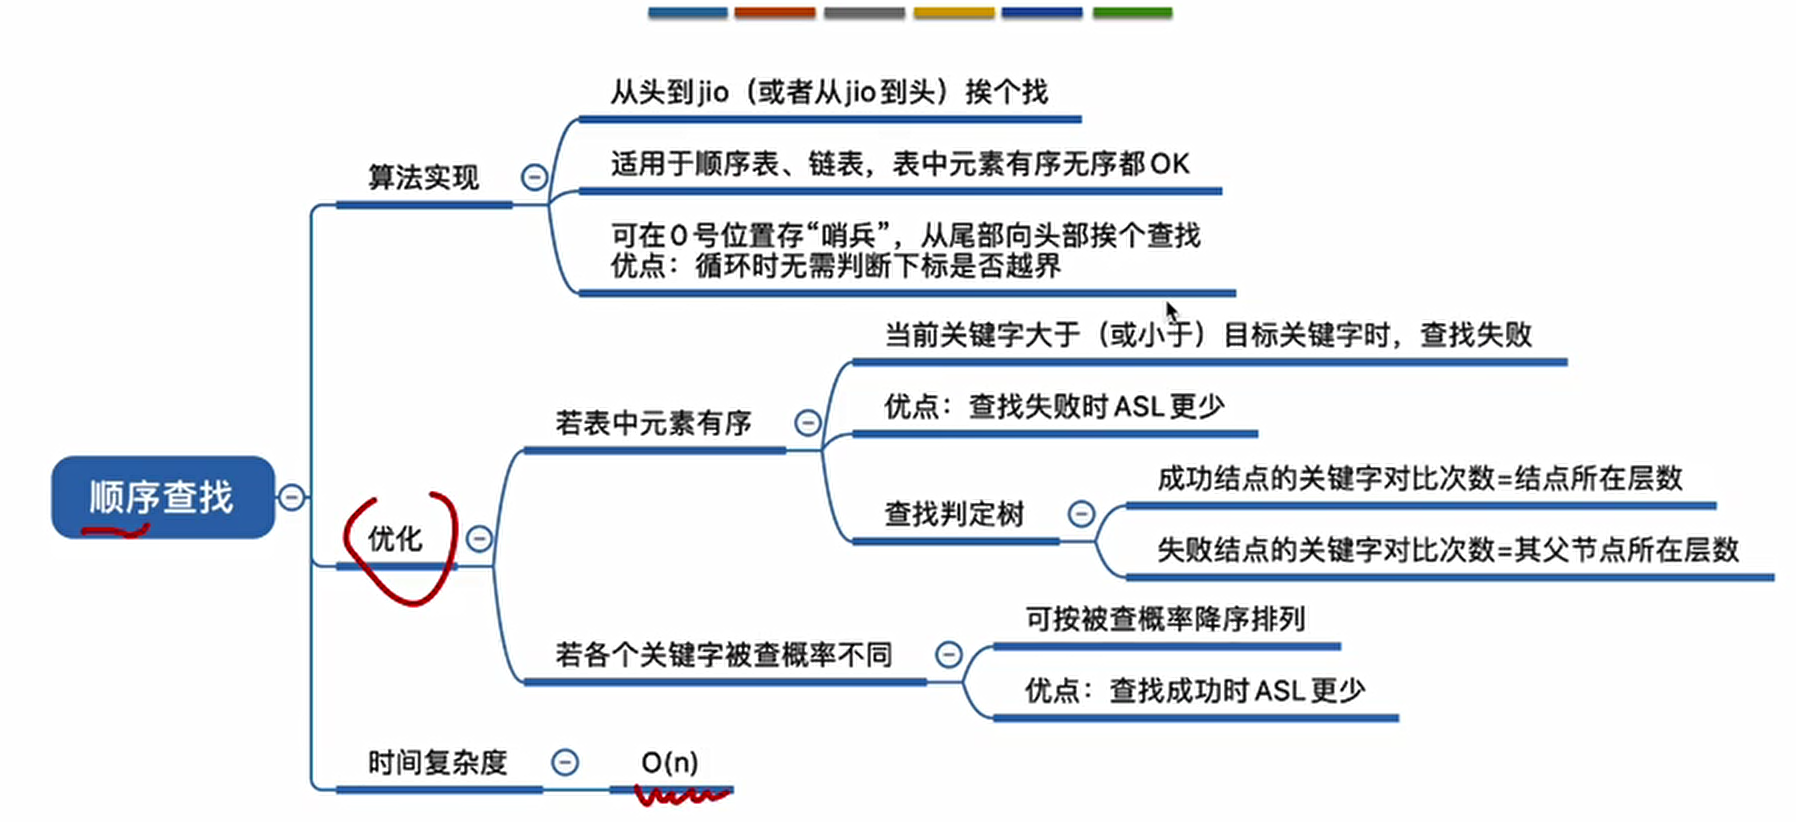 从头到jio（或者从jio到头）挨个找
算法实现
适用于顺序表、链表，表中元素有序无序都OK
可在0号位置存“哨兵”，从尾部向头部挨个查找
优点：循环时无需判断下标是否越界
当前关键字大于（或小于）目标关键字时，查找失败
若表中元素有序
优点：查找失败时ASL更少
成功结点的关键字对比次数=结点所在层数
查找判定树
失败结点的关键字对比次数=其父节点所在层数
顺序查找
优化
可按被查概率降序排列
若各个关键字被查概率不同
优点：查找成功时ASL更少
时间复杂度
O(n)